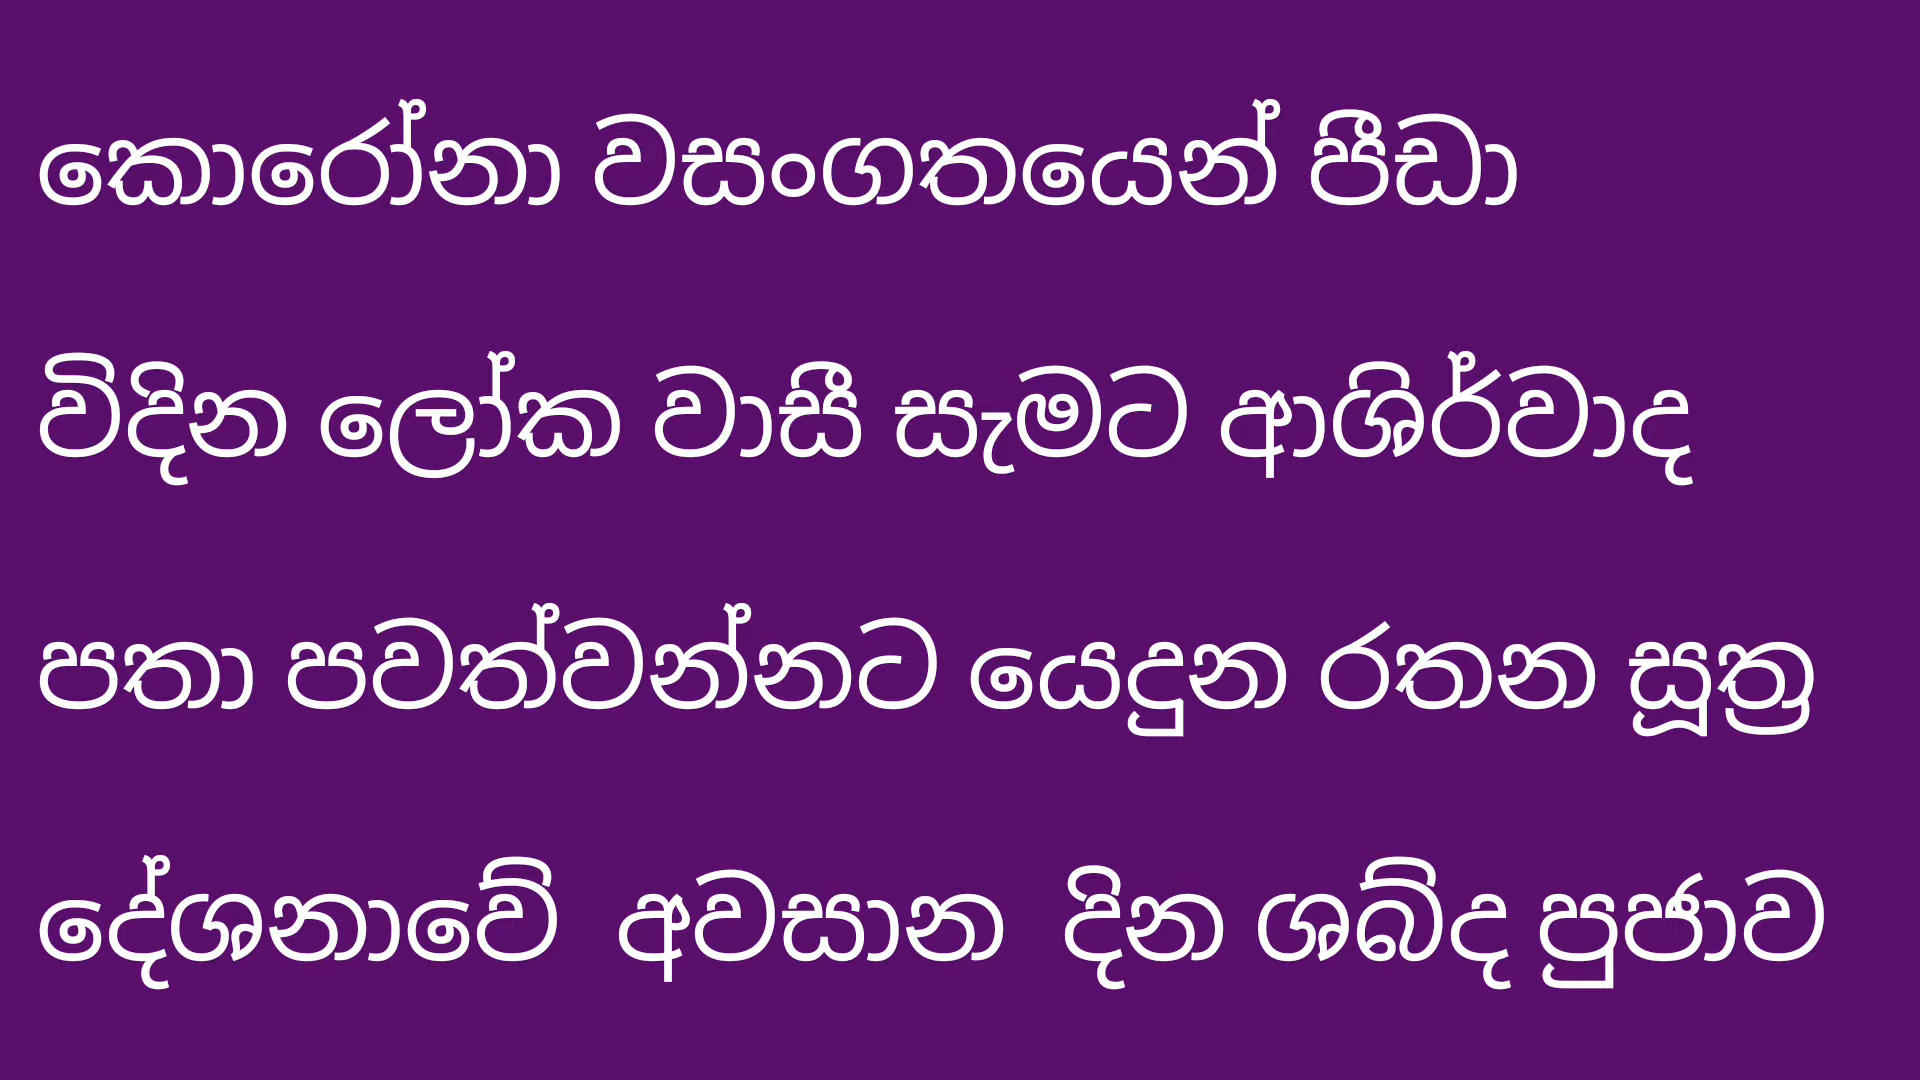 කොරෝනා වසංගතයෙන් පීඩා
විදින ලෝක වාසී සැමට ආශිර්වාද
පතා පවත්වන්නට යෙදුන රතන සූත්‍ර
දේශනාවේ  අවසාන  දින ශබ්ද පුජාව